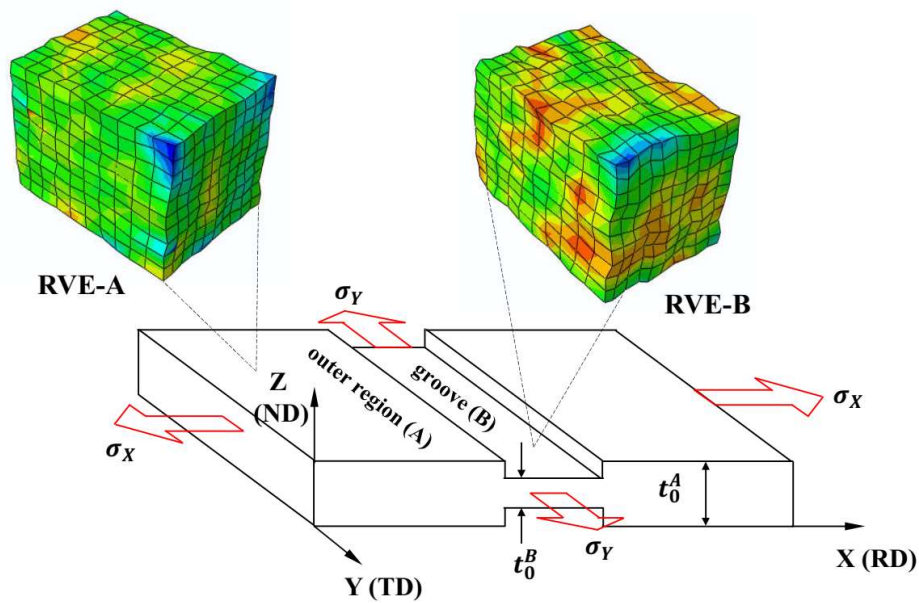 RVE-A
RVE-B
σ_Y
Z
(ND)
outer region (A)
groove (B)
σ_X
σ_X
t_0^A
t_0^B
σ_Y
X (RD)
Y (TD)